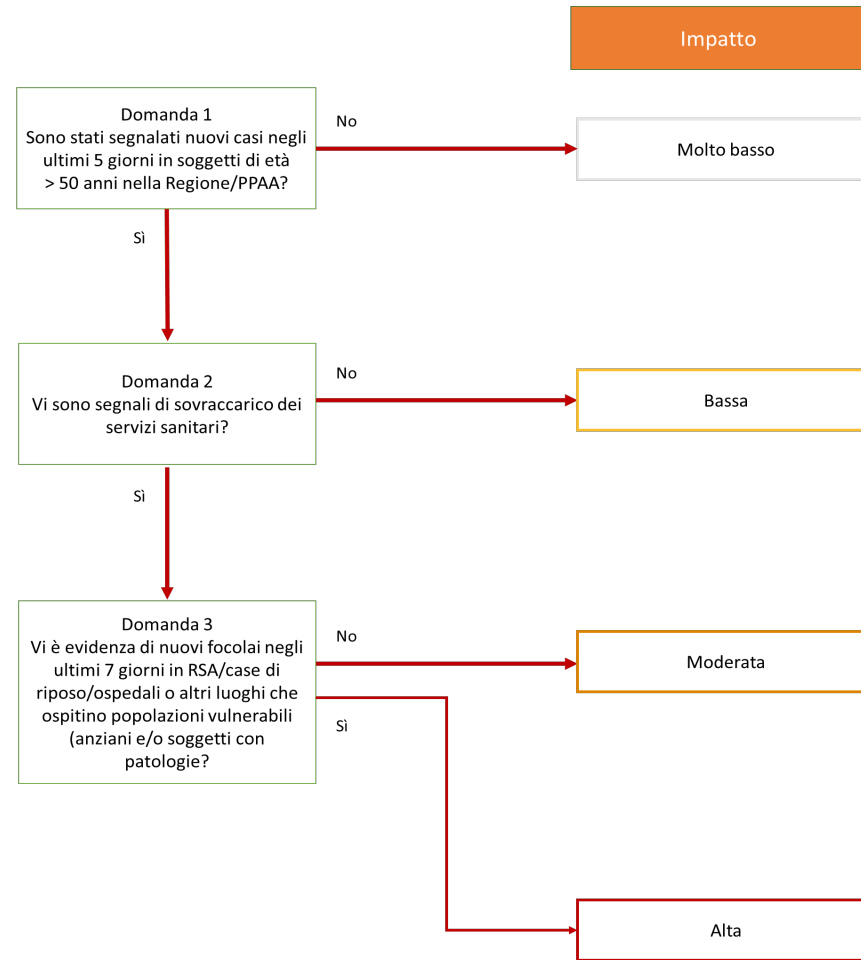 Impatto
Domanda 1
Sono stati segnalati nuovi casi negli
ultimi 5 giorni in soggetti di età
> 50 anni nella Regione/PPAA?
No
Molto basso
Sì
Domanda 2
Vi sono segnali di sovraccarico dei
servizi sanitari?
No
Bassa
Sì
Domanda 3
Vi è evidenza di nuovi focolai negli
ultimi 7 giorni in RSA/case di
riposo/ospedali o altri luoghi che
ospitino popolazioni vulnerabili
(anziani e/o soggetti con
patologie?
No
Moderata
Sì
Alta